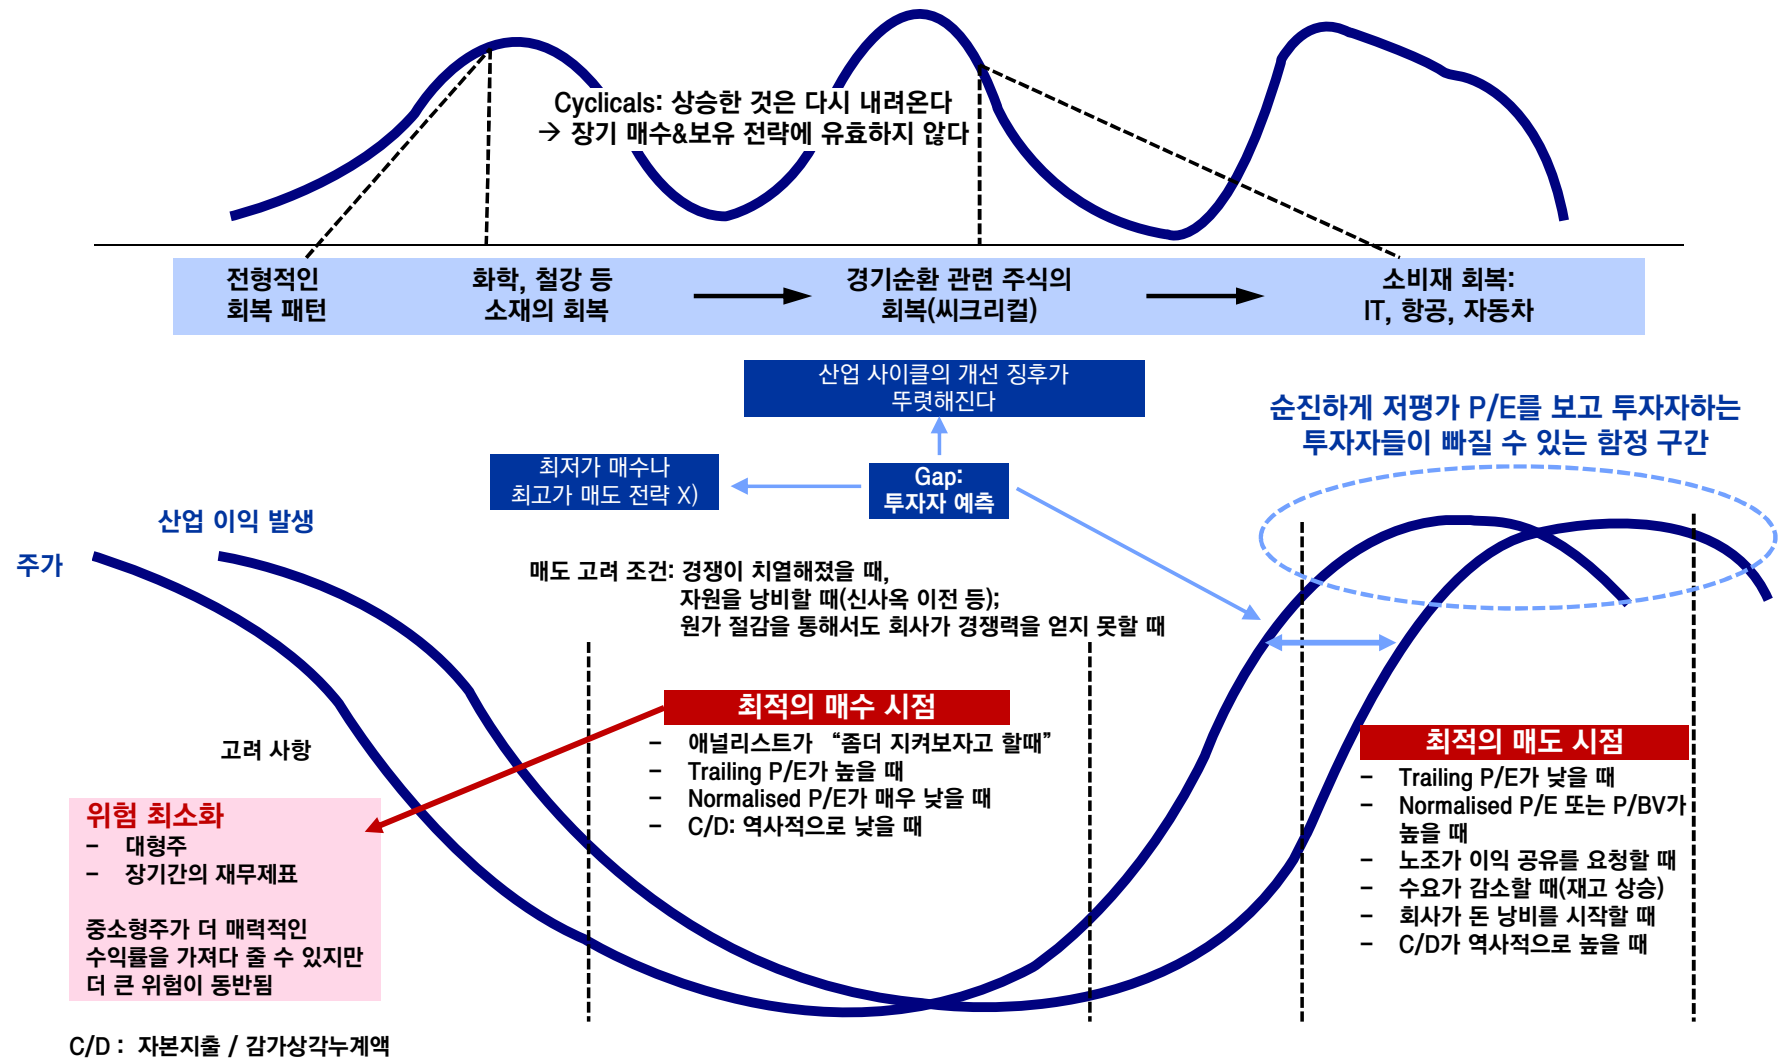 Cyclicals: 상승한 것은 다시 내려온다
→ 장기 매수&보유 전략에 유효하지 않다
전형적인
회복 패턴
화학, 철강 등
소재의 회복
경기순환 관련 주식의
회복(씨크리컬)
소비재 회복:
IT, 항공, 자동차
산업 사이클의 개선 징후가
뚜렷해진다
순진하게 저평가 P/E를 보고 투자자하는
투자자들이 빠질 수 있는 함정 구간
최저가 매수나
최고가 매도 전략 X)
Gap:
투자자 예측
산업 이익 발생
주가
매도 고려 조건: 경쟁이 치열해졌을 때,
자원을 낭비할 때(신사옥 이전 등);
원가 절감을 통해서도 회사가 경쟁력을 얻지 못할 때
최적의 매수 시점
– 애널리스트가 “좀더 지켜보자고 할때”
– Trailing P/E가 높을 때
– Normalised P/E가 매우 낮을 때
– C/D: 역사적으로 낮을 때
최적의 매도 시점
– Trailing P/E가 낮을 때
– Normalised P/E 또는 P/BV가
높을 때
– 노조가 이익 공유를 요청할 때
– 수요가 감소할 때(재고 상승)
– 회사가 돈 낭비를 시작할 때
– C/D가 역사적으로 높을 때
고려 사항
위험 최소화
– 대형주
– 장기간의 재무제표
중소형주가 더 매력적인
수익률을 가져다 줄 수 있지만
더 큰 위험이 동반됨
C/D : 자본지출 / 감가상각누계액